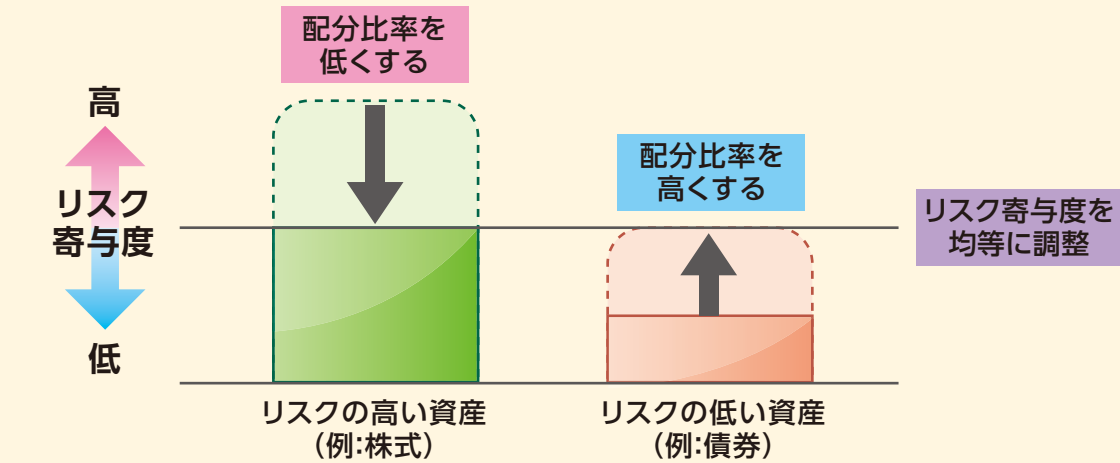 配分比率を
低くする
高
リスク
寄与度
低
配分比率を
高くする
リスク寄与度を
均等に調整
リスクの高い資産
(例:株式)
リスクの低い資産
(例:債券)